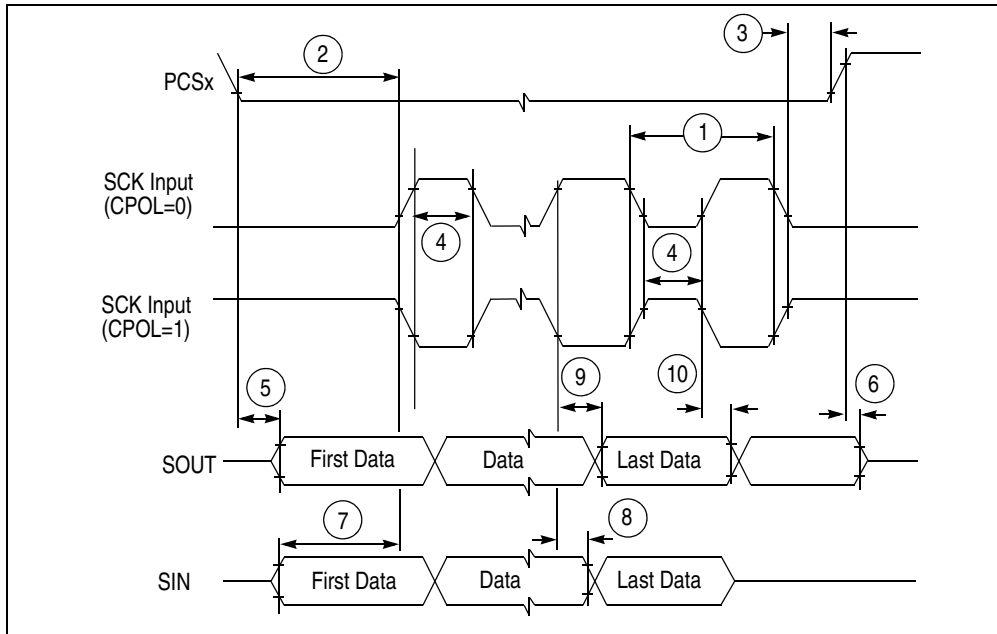 3
2
PCSx
1
SCK Input
(CPOL=0)
4
4
SCK Input
(CPOL=1)
5
9
10
6
SOUT
First Data
Data
Last Data
7
8
SIN
First Data
Data
Last Data